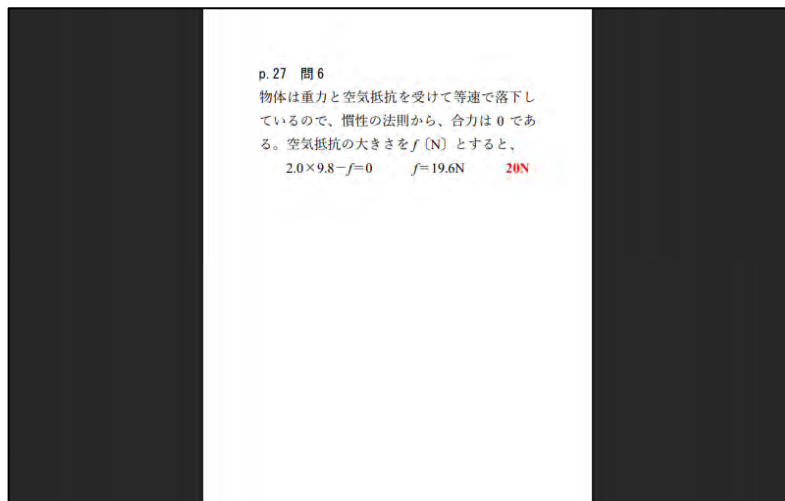 p. 27　問 6
物体は重力と空気抵抗を受けて等速で落下し
ているので、慣性の法則から、合力は 0 であ
る。空気抵抗の大きさを f〔N〕とすると、
2.0×9.8－f=0　　f=19.6N　　20N